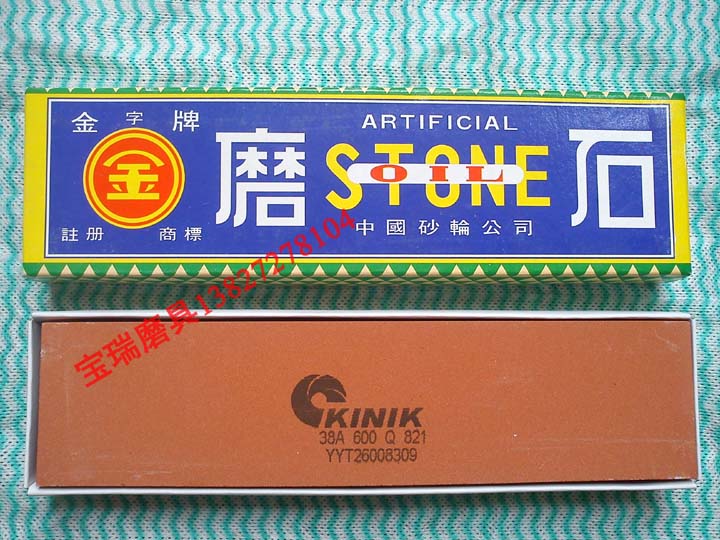 金字牌
金
註册 商標
磨
ARTIFICIAL
STONE
OIL
中國砂輪公司
石
宝瑞磨具13827278104
KINIK
38A 600 Q 821
YYT26008309